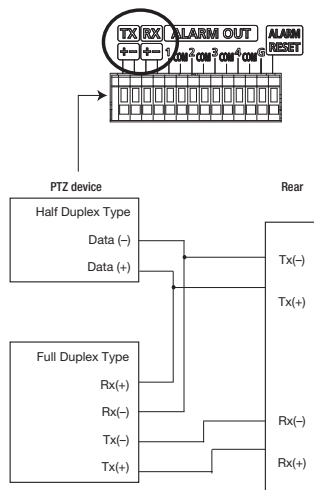 TX RX ALARM OUT ALARM RESET
+ − + − 1 COM 2 COM 3 COM 4 COM G
PTZ device
Rear
Half Duplex Type
Data (–)
Data (+)
Tx(–)
Tx(+)
Full Duplex Type
Rx(+)
Rx(–)
Tx(–)
Tx(+)
Rx(–)
Rx(+)